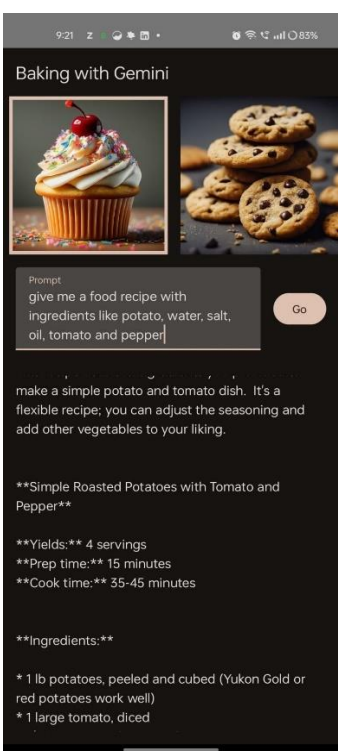 9:21 Z
83%
Baking with Gemini
Prompt
give me a food recipe with
ingredients like potato, water, salt,
oil, tomato and pepper
Go
make a simple potato and tomato dish. It's a
flexible recipe; you can adjust the seasoning and
add other vegetables to your liking.
**Simple Roasted Potatoes with Tomato and
Pepper**
**Yields:** 4 servings
**Prep time:** 15 minutes
**Cook time:** 35-45 minutes
**Ingredients:**
* 1 lb potatoes, peeled and cubed (Yukon Gold or
red potatoes work well)
* 1 large tomato, diced